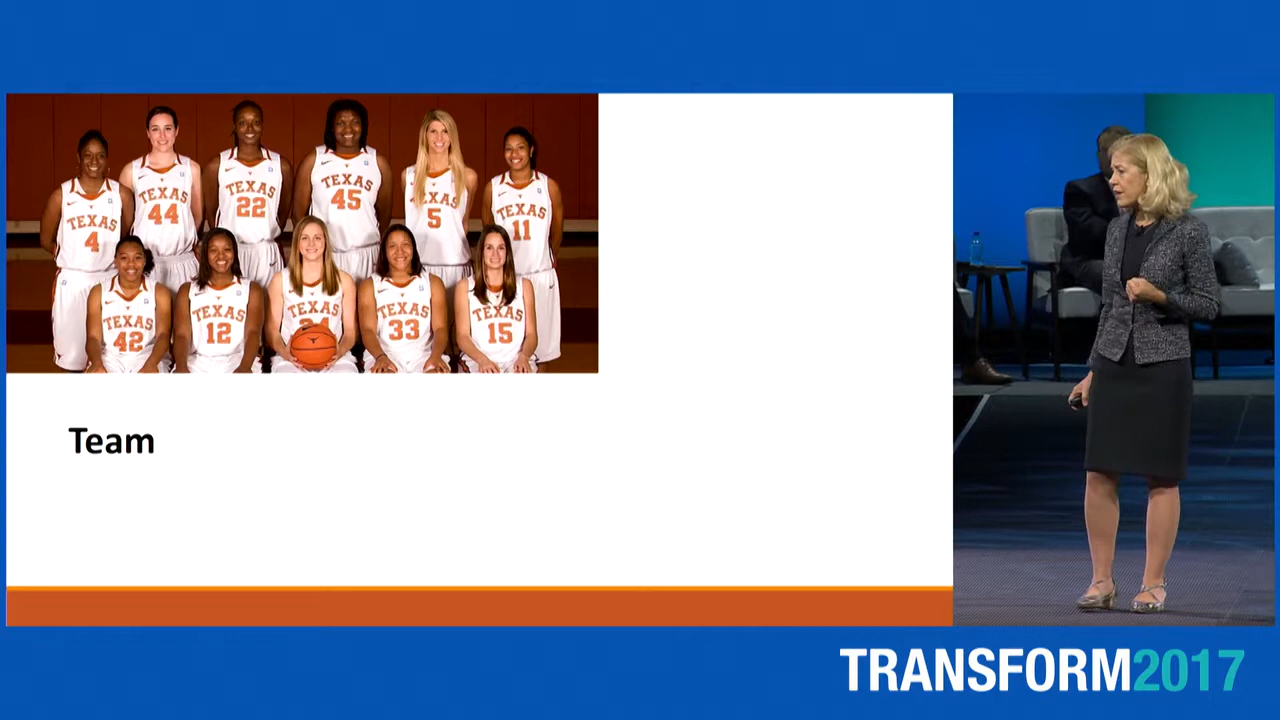 TEXAS
4
TEXAS
44
TEXAS
22
TEXAS
45
TEXAS
5
TEXAS
11
TEXAS
42
TEXAS
12
TEXAS
TEXAS
33
TEXAS
15
Team
TRANSFORM2017